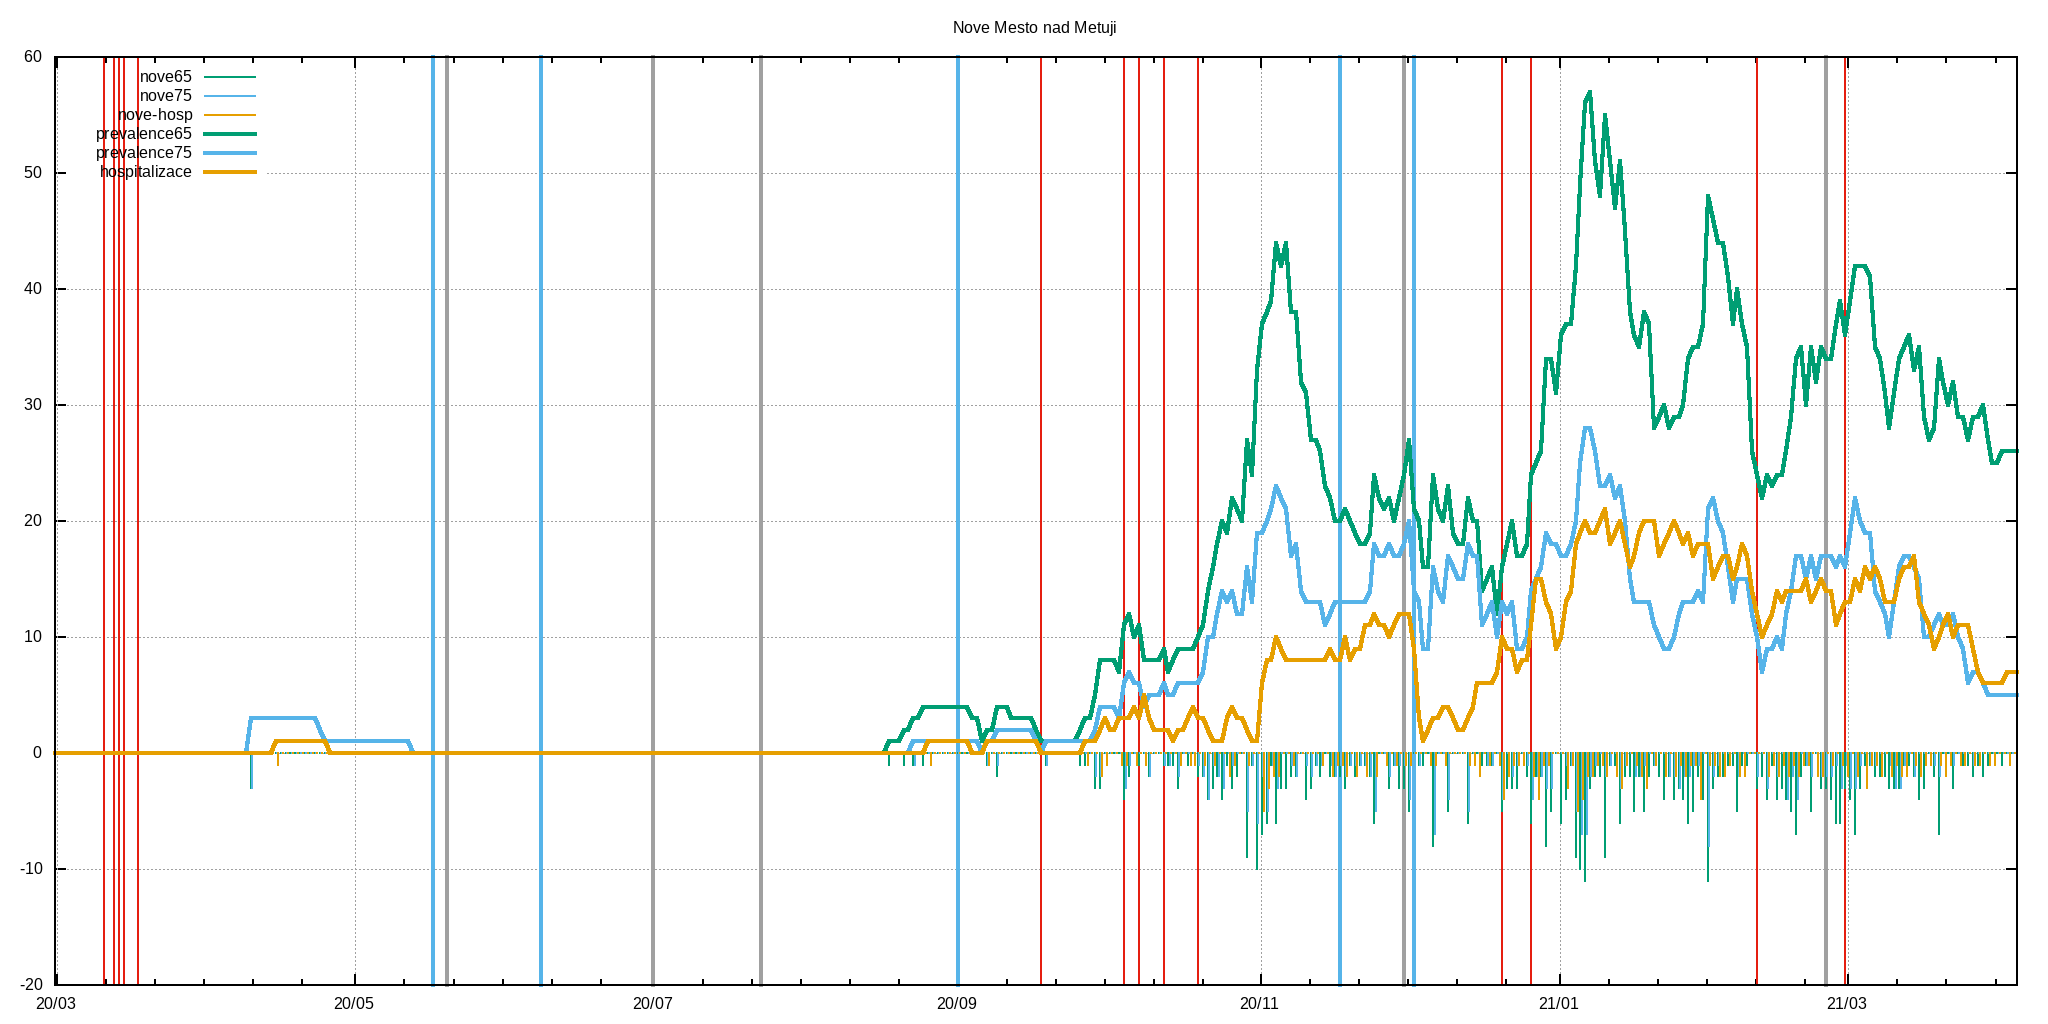 Nove Mesto nad Metuji
60
50
40
30
20
10
0
-10
-20
nove65
nove75
nove-hosp
prevalence65
prevalence75
hospitalizace
20/03 20/05 20/07 20/09 20/11 21/01 21/03